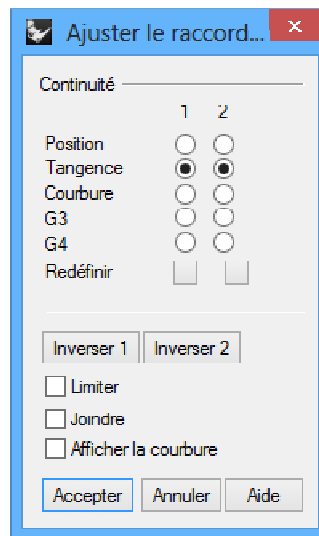 Ajuster le raccord...
Continuité
1 2
Position
Tangence
Courbure
G3
G4
Redéfinir
Inverser 1 Inverser 2
Limiter
Joindre
Afficher la courbure
Accepter Annuler Aide